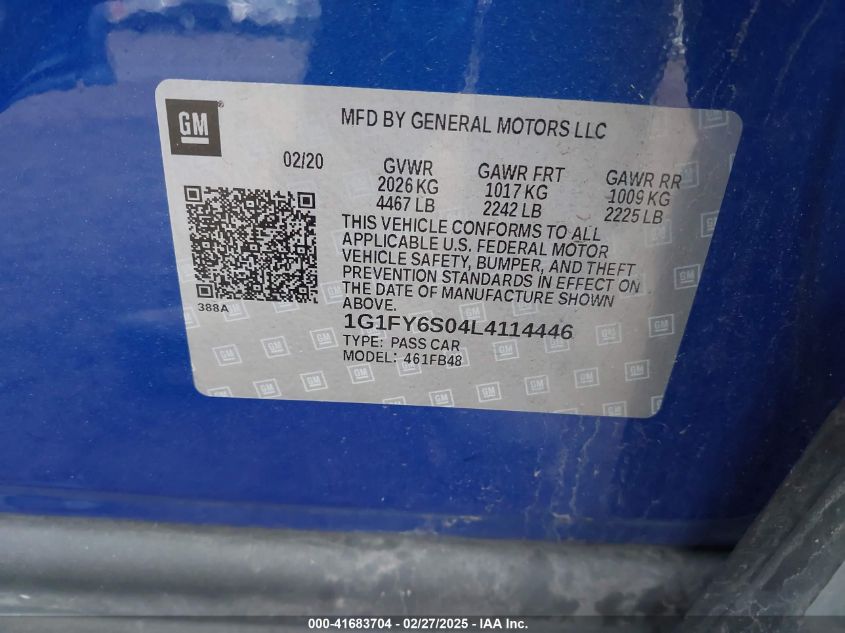 GM
MFD BY GENERAL MOTORS LLC
02/20
GVWR
2026 KG
4467 LB
GAWR FRT
1017 KG
2242 LB
GAWR RR
1009 KG
2225 LB
THIS VEHICLE CONFORMS TO ALL
APPLICABLE U.S. FEDERAL MOTOR
VEHICLE SAFETY, BUMPER, AND THEFT
PREVENTION STANDARDS IN EFFECT ON
THE DATE OF MANUFACTURE SHOWN
ABOVE.
388A
1G1FY6S04L4114446
TYPE: PASS CAR
MODEL: 461FB48
000-41683704 - 02/27/2025 - IAA Inc.